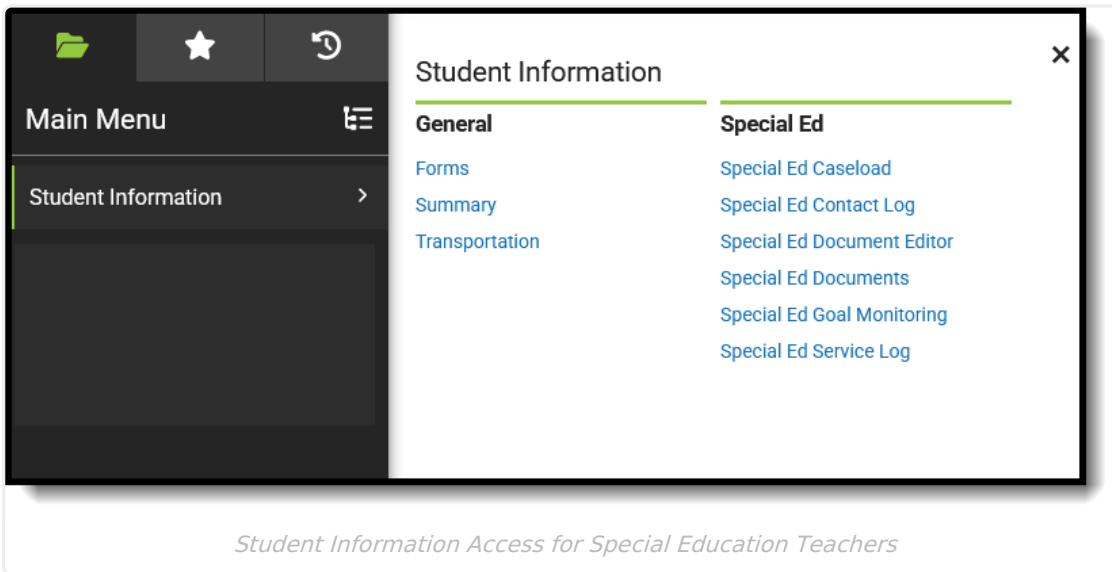 Main Menu
Student Information
Student Information
General
Forms
Summary
Transportation
Special Ed
Special Ed Caseload
Special Ed Contact Log
Special Ed Document Editor
Special Ed Documents
Special Ed Goal Monitoring
Special Ed Service Log
Student Information Access for Special Education Teachers